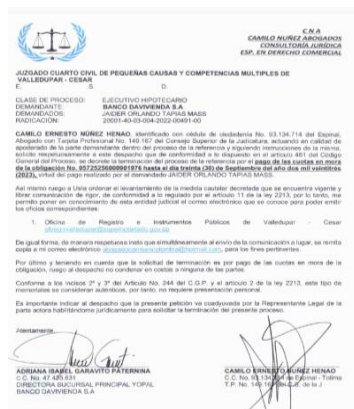 C N A
CAMILO NUÑEZ ABOGADOS
CONSULTORÍA JURÍDICA
ESP. EN DERECHO COMERCIAL
JUZGADO CUARTO CIVIL DE PEQUEÑAS CAUSAS Y COMPETENCIAS MULTIPLES DE
VALLEDUPAR - CESAR
E. S. D.
CLASE DE PROCESO: EJECUTIVO HIPOTECARIO
DEMANDANTE: BANCO DAVIVIENDA S.A
DEMANDADOS: JAIDER ORLANDO TAPIAS MASS
RADICACIÓN: 20001-40-03-004-2022-00491-00
CAMILO ERNESTO NUÑEZ HENAO, identificado con cédula de ciudadanía No. 93.134.714 del Espinal,
Abogado con Tarjeta Profesional No. 149.167 del Consejo Superior de la Judicatura, actuando en calidad de
apoderado de la parte demandante dentro del proceso de la referencia y siguiendo instrucciones de la misma,
solicito respetuosamente a este despacho que de conformidad a lo dispuesto en el artículo 461 del Código
General del Proceso, se decrete la terminación del proceso de la referencia por el pago de las cuotas en mora
de la obligación No. hasta el día treinta (30) de Septiembre del año dos mil veintitrés
(2023), virtud del pago realizado por el demandado JAIDER ORLANDO TAPIAS MASS.
Así mismo ruego a Usin ordenar el levantamiento de la medida cautelar decretada que se encuentra vigente y
librar comunicación de rigor, de conformidad a lo regulado por el artículo 11 de la ley 2213, por lo tanto, me
permito poner en conocimiento de esta entidad judicial el correo electrónico que se conoce para poder emitir
los oficios correspondientes:
1. Oficina de Registro e Instrumentos Públicos de Valledupar - Cesar
De igual forma, de manera respetuosa insto que simultáneamente al envío de la comunicación a lugar, se remita
copia a mi correo electrónico para los fines pertinentes.
Por último y teniendo en cuenta que la solicitud de terminación es por pago de las cuotas en mora de la
obligación, ruego al despacho no condenar en costas a ninguna de las partes.
Conforme a los incisos 2º y 3º del Artículo No. 244 del C.G.P. y el artículo 2 de la ley 2213, este tipo de
memoriales se consideran auténticos, por tanto, no requieren presentación personal.
Es importante indicar al despacho que la presente petición va coadyuvada por el Representante Legal de la
parte actora habilitándome jurídicamente para solicitar la terminación del presente proceso.
Atentamente,
ADRIANA ISABEL GARAVITO PATERNINA
C.C. No. 47.435.831
DIRECTORA SUCURSAL PRINCIPAL YOPAL
BANCO DAVIVIENDA S.A
CAMILO ERNESTO NUÑEZ HENAO
C.C. No. 93.134.714 de Espinal - Tolima
T.P. No. 149.167 de la J